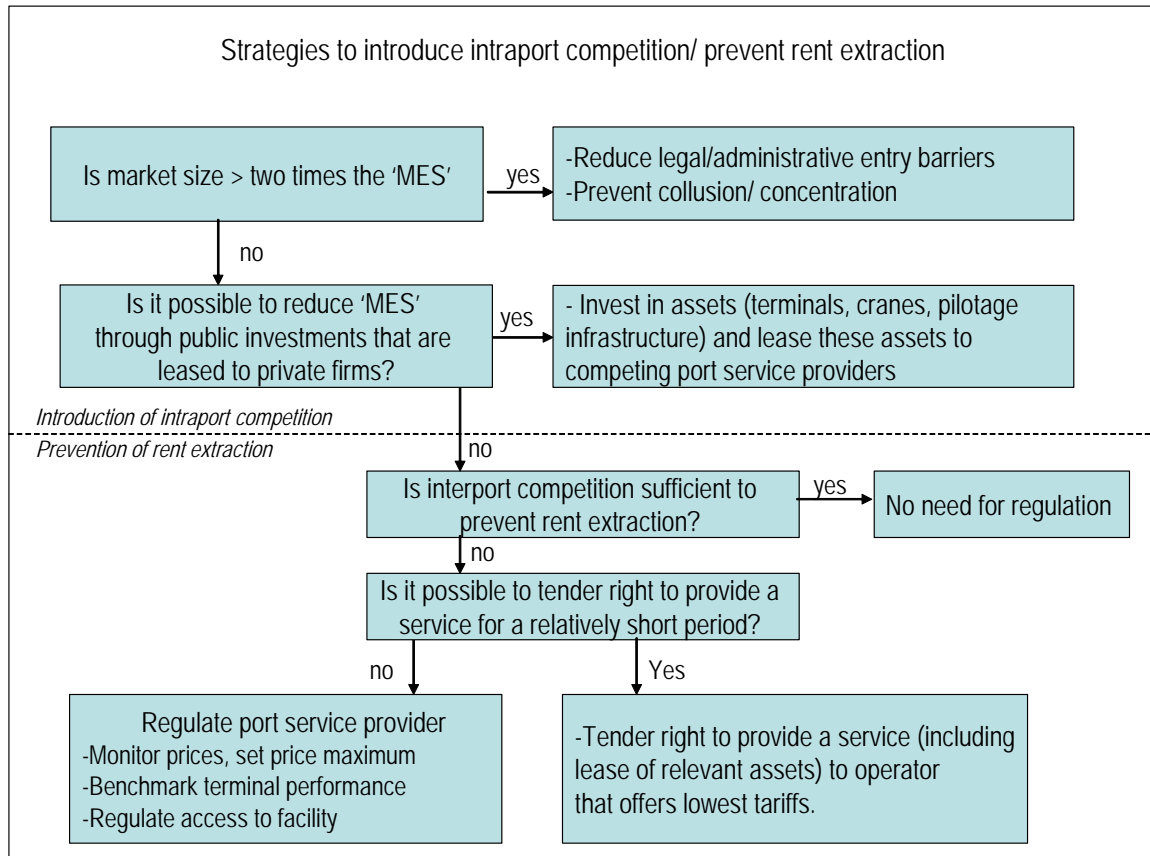 Strategies to introduce intraport competition/ prevent rent extraction
Is market size > two times the ‘MES’
yes
-Reduce legal/administrative entry barriers
-Prevent collusion/ concentration
no
Is it possible to reduce ‘MES’
through public investments that are
leased to private firms?
yes
- Invest in assets (terminals, cranes, pilotage
infrastructure) and lease these assets to
competing port service providers
Introduction of intraport competition
Prevention of rent extraction
no
Is interport competition sufficient to
prevent rent extraction?
yes
No need for regulation
no
Is it possible to tender right to provide a
service for a relatively short period?
no
Yes
Regulate port service provider
-Monitor prices, set price maximum
-Benchmark terminal performance
-Regulate access to facility
-Tender right to provide a service (including
lease of relevant assets) to operator
that offers lowest tariffs.